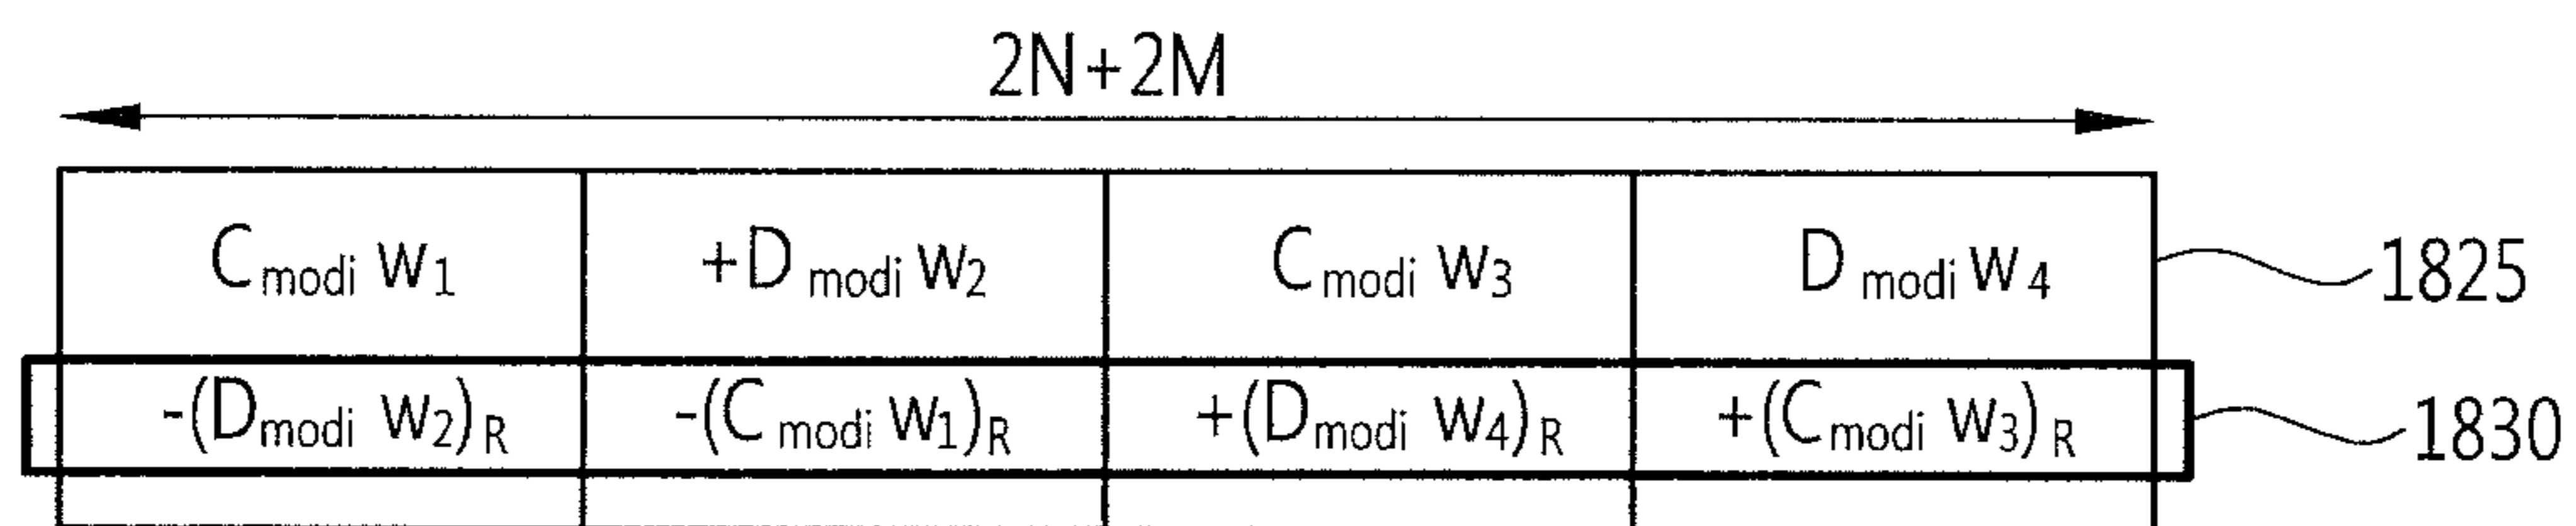 2N+2M
C modi W1 +D modi W2 C modi W3 D modi W4 1825
-(D modi W2)R -(C modi W1)R +(D modi W4)R +(C modi W3)R 1830